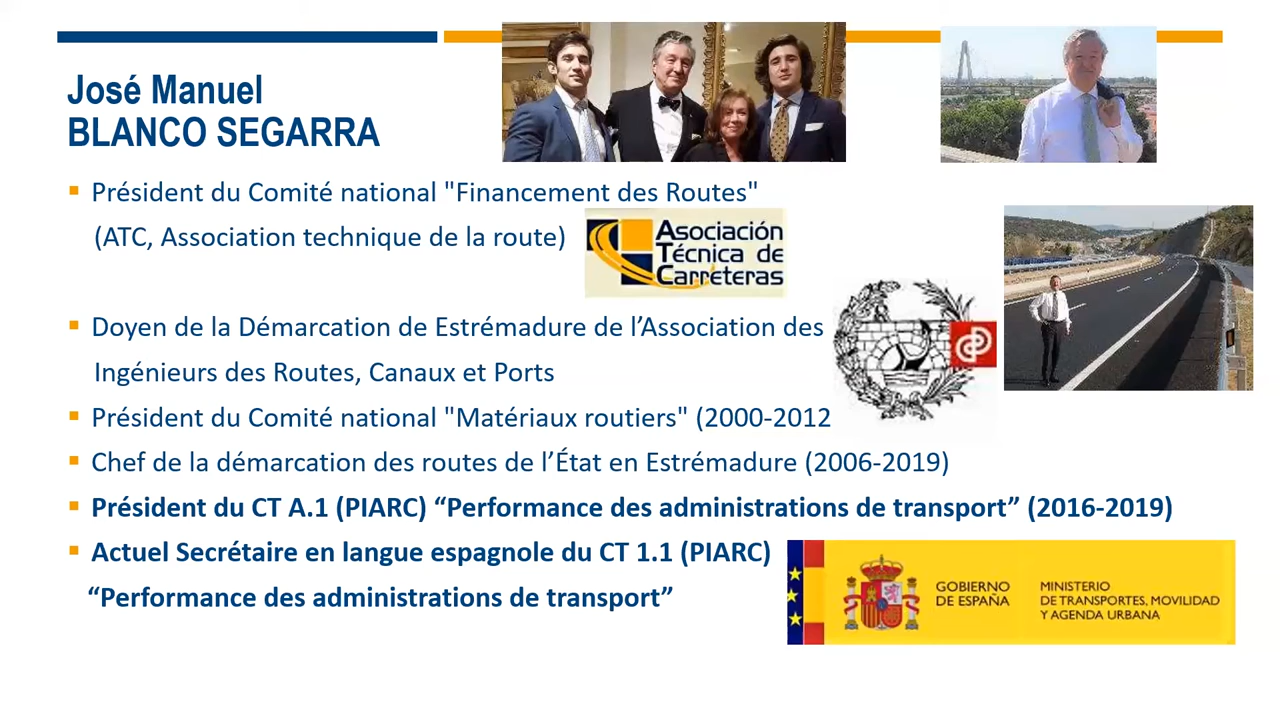 José Manuel
BLANCO SEGARRA
Président du Comité national "Financement des Routes"
(ATC, Association technique de la route)
Asociación
Técnica de
Carreteras
Doyen de la Démarcation de Estrémadure de l’Association des
Ingénieurs des Routes, Canaux et Ports
Président du Comité national "Matériaux routiers" (2000-2012
Chef de la démarcation des routes de l’État en Estrémadure (2006-2019)
Président du CT A.1 (PIARC) “Performance des administrations de transport” (2016-2019)
Actuel Secrétaire en langue espagnole du CT 1.1 (PIARC)
“Performance des administrations de transport”
GOBIERNO
DE ESPAÑA
MINISTERIO
DE TRANSPORTES, MOVILIDAD
Y AGENDA URBANA